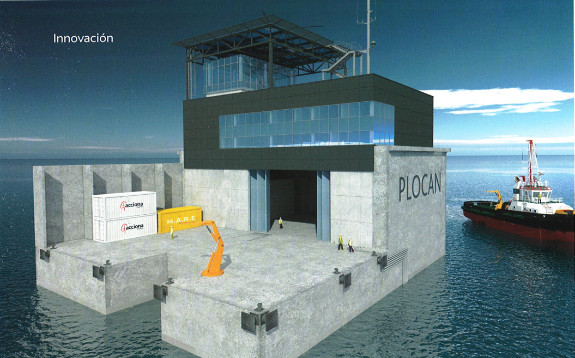 Innovación
PLOCAN
acciona
M.A.R.E.
acciona